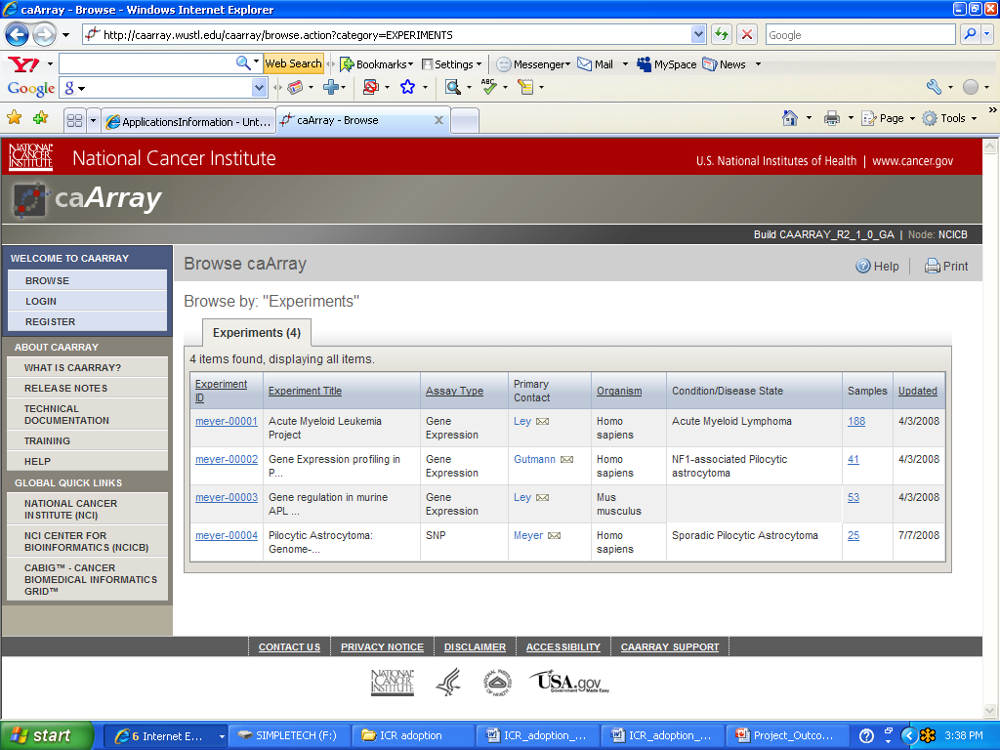 caArray - Browse - Windows Internet Explorer
http://caarray.wustl.edu/caarray/browse.action?category=EXPERIMENTS
Google
Y!
Web Search
Bookmarks
Settings
Messenger
Mail
MySpace
News
Google
ABC
ApplicationsInformation - Unt...
caArray - Browse
Page
Tools
NATIONAL CANCER INSTITUTE
National Cancer Institute
U.S. National Institutes of Health | www.cancer.gov
caArray
Build CAARRAY_R2_1_0_GA | Node: NCICB
WELCOME TO CAARRAY
BROWSE
LOGIN
REGISTER
ABOUT CAARRAY
WHAT IS CAARRAY?
RELEASE NOTES
TECHNICAL
DOCUMENTATION
TRAINING
HELP
GLOBAL QUICK LINKS
NATIONAL CANCER
INSTITUTE (NCI)
NCI CENTER FOR
BIOINFORMATICS (NCICB)
CABIG™ - CANCER
BIOMEDICAL INFORMATICS
GRID™
Browse caArray
Help
Print
Browse by: "Experiments"
Experiments (4)
4 items found, displaying all items.
Experiment ID Experiment Title Assay Type Primary Contact Organism Condition/Disease State Samples Updated
meyer-00001 Acute Myeloid Leukemia Project Gene Expression Ley Homo sapiens Acute Myeloid Lymphoma 188 4/3/2008
meyer-00002 Gene Expression profiling in P... Gene Expression Gutmann Homo sapiens NF1-associated Pilocytic astrocytoma 41 4/3/2008
meyer-00003 Gene regulation in murine APL ... Gene Expression Ley Mus musculus 53 4/3/2008
meyer-00004 Pilocytic Astrocytoma: Genome-... SNP Meyer Homo sapiens Sporadic Pilocytic Astrocytoma 25 7/7/2008
CONTACT US
PRIVACY NOTICE
DISCLAIMER
ACCESSIBILITY
CAARRAY SUPPORT
NATIONAL CANCER INSTITUTE
USA.gov
Government Made Easy
start
6 Internet E...
SIMPLETECH (F:)
ICR adoption
ICR_adoption_...
ICR_adoption_...
Project_Outco...
3:38 PM